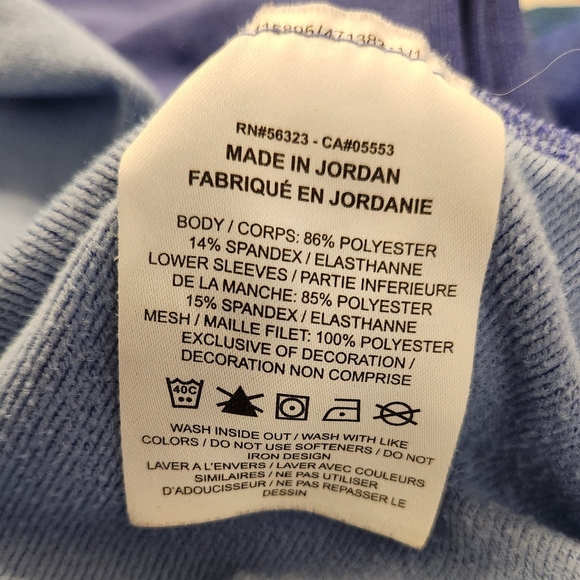 RN#56323 - CA#05553
MADE IN JORDAN
FABRIQUÉ EN JORDANIE
BODY / CORPS: 86% POLYESTER
14% SPANDEX / ELASTHANNE
LOWER SLEEVES / PARTIE INFERIEURE
DE LA MANCHE: 85% POLYESTER
15% SPANDEX / ELASTHANNE
MESH / MAILLE FILET: 100% POLYESTER
EXCLUSIVE OF DECORATION /
DECORATION NON COMPRISE
40C
WASH INSIDE OUT / WASH WITH LIKE
COLORS / DO NOT USE SOFTENERS / DO NOT
IRON DESIGN
LAVER A L'ENVERS / LAVER AVEC COULEURS
SIMILAIRES / NE PAS UTILISER
D'ADOUCISSEUR / NE PAS REPASSER LE
DESSIN